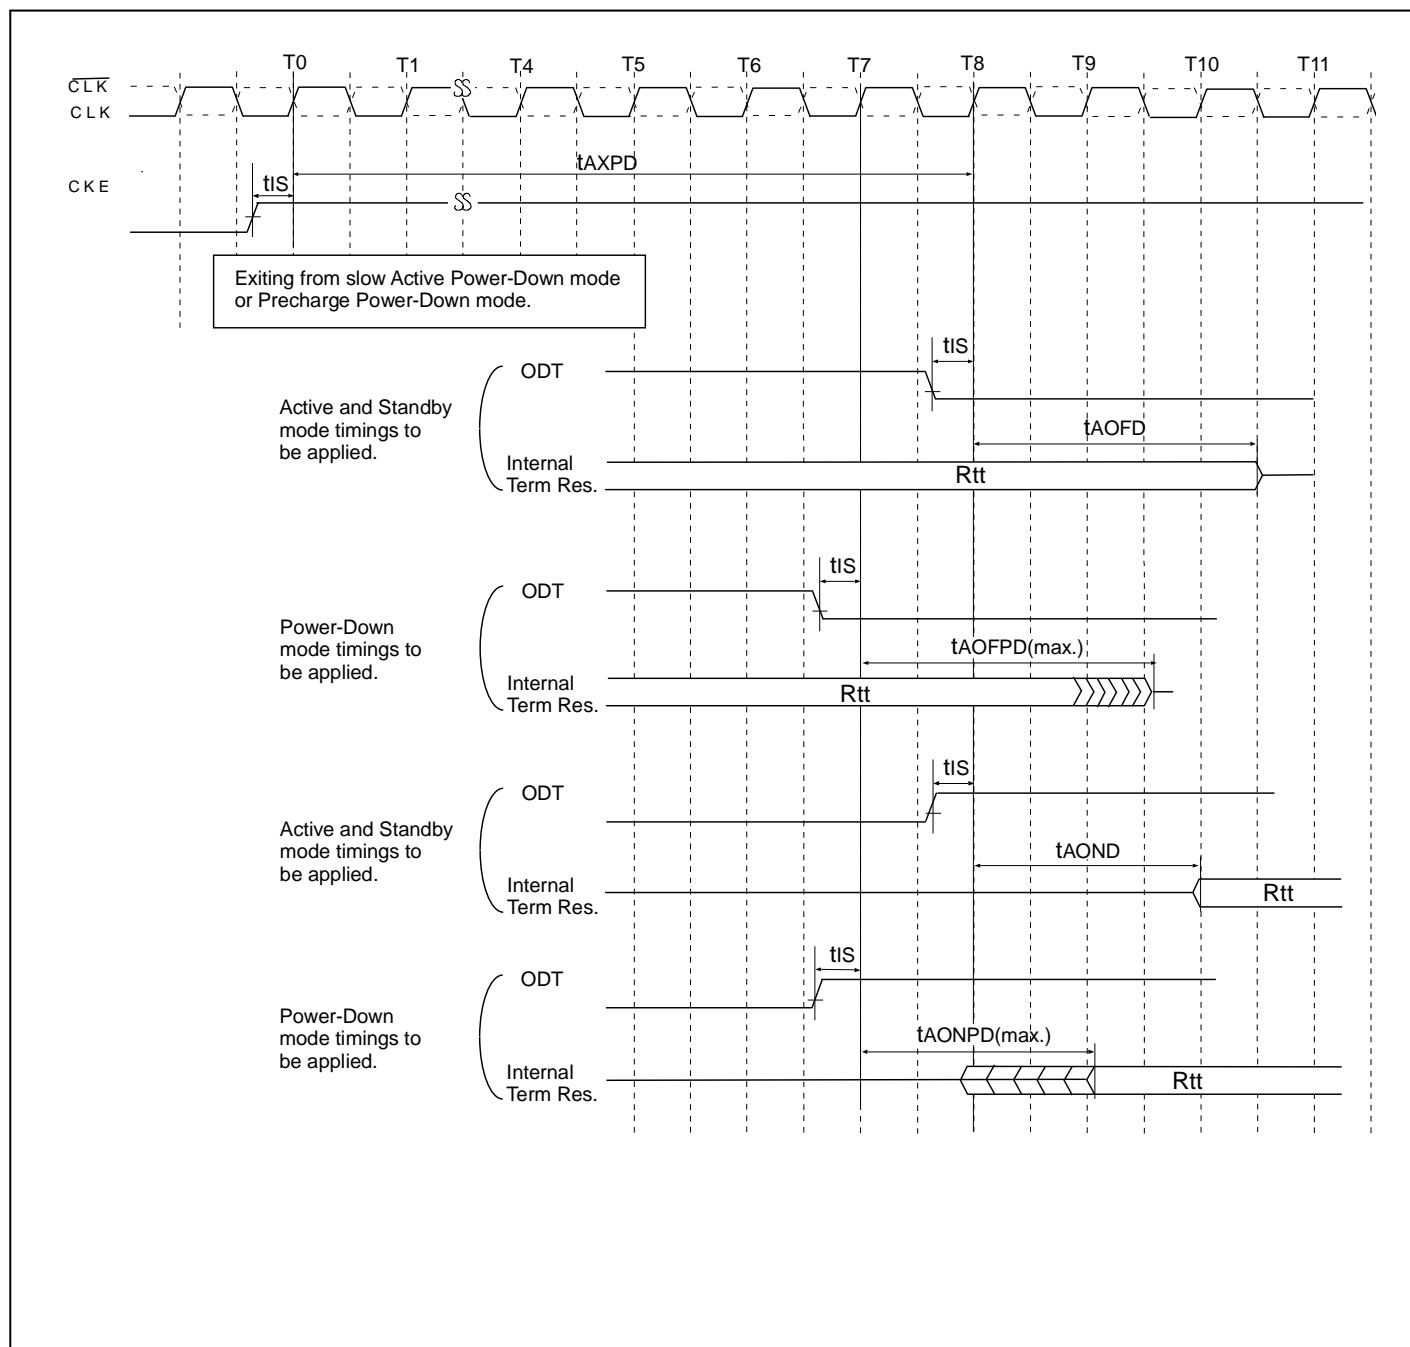 T0 T1 T4 T5 T6 T7 T8 T9 T10 T11
CLK
CLK
tAXPD
tIS
CKE
Exiting from slow Active Power-Down mode
or Precharge Power-Down mode.
tIS
ODT
Active and Standby
mode timings to
be applied.
tAOFD
Internal
Term Res.
Rtt
tIS
ODT
Power-Down
mode timings to
be applied.
tAOFPD(max.)
Internal
Term Res.
Rtt
tIS
ODT
Active and Standby
mode timings to
be applied.
tAOND
Internal
Term Res.
Rtt
tIS
ODT
Power-Down
mode timings to
be applied.
tAONPD(max.)
Internal
Term Res.
Rtt